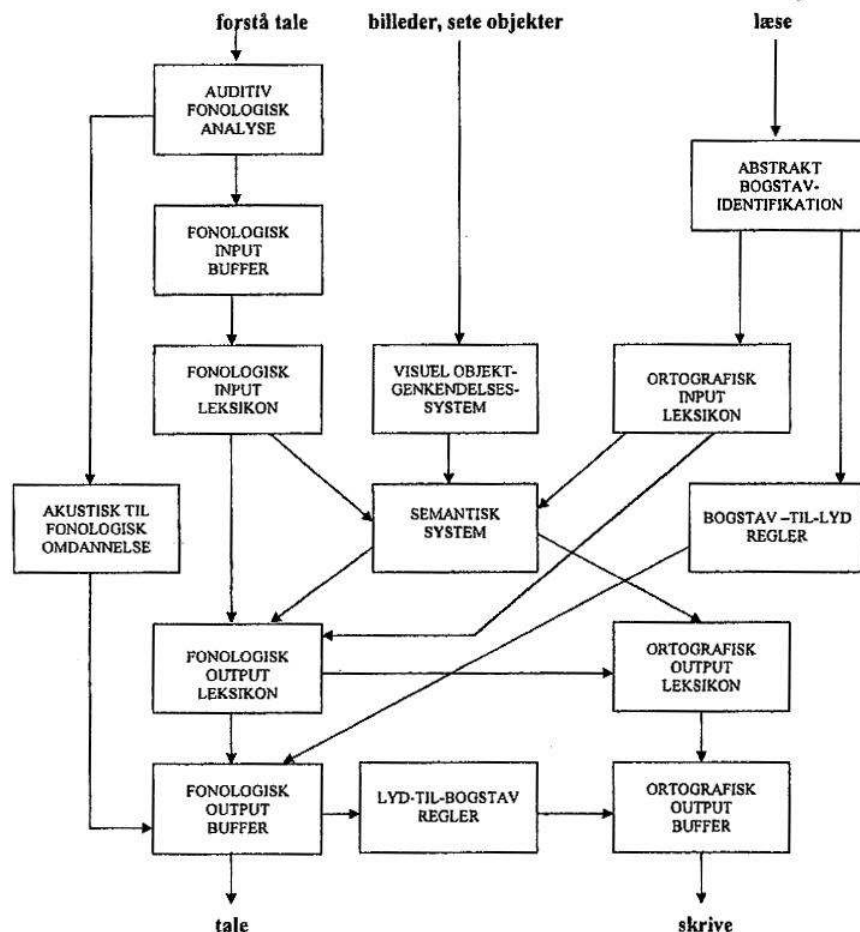 forstå tale
billeder, sete objekter
læse
AUDITIV
FONOLOGISK
ANALYSE
ABSTRAKT
BOGSTAV-
IDENTIFIKATION
FONOLOGISK
INPUT
BUFFER
FONOLOGISK
INPUT
LEKSIKON
VISUEL OBJEKT-
GENKENDELSES-
SYSTEM
ORTOGRAFISK
INPUT
LEKSIKON
AKUSTISK TIL
FONOLOGISK
OMDANNELSE
SEMANTISK
SYSTEM
BOGSTAV –TIL-LYD
REGLER
FONOLOGISK
OUTPUT
LEKSIKON
ORTOGRAFISK
OUTPUT
LEKSIKON
FONOLOGISK
OUTPUT
BUFFER
LYD-TIL-BOGSTAV
REGLER
ORTOGRAFISK
OUTPUT
BUFFER
tale
skrive